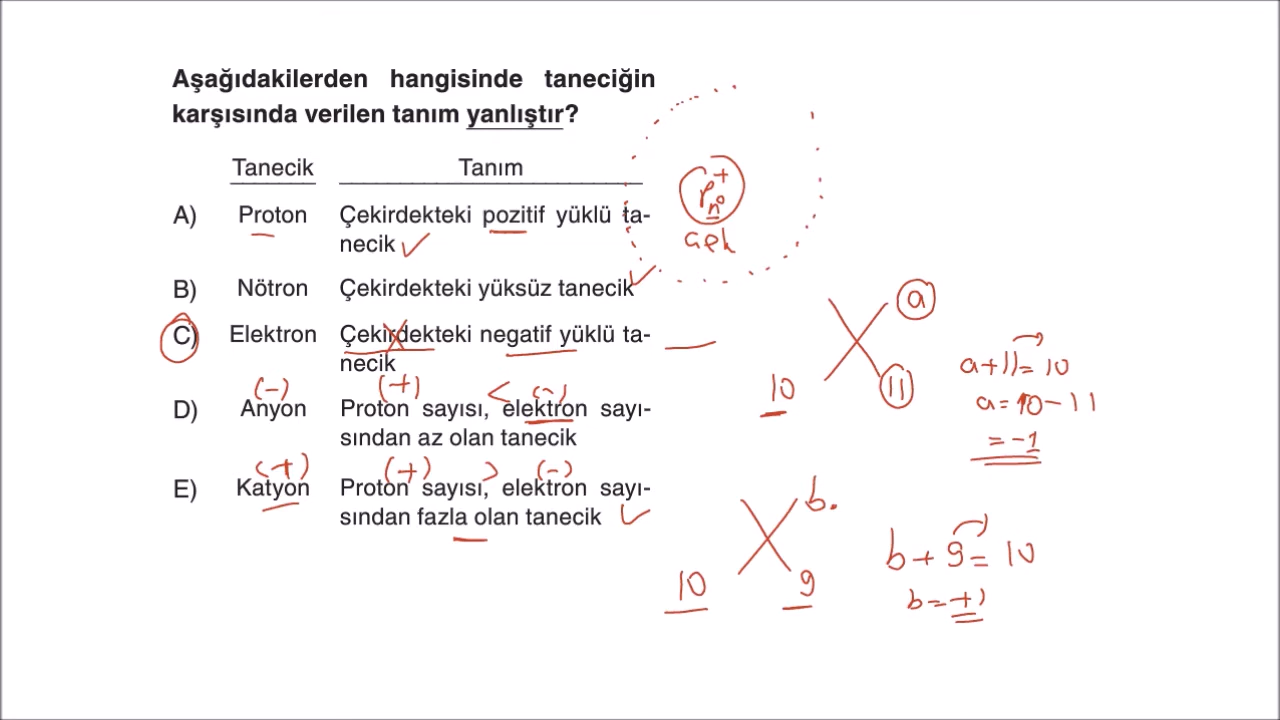 Aşağıdakilerden hangisinde taneciğin
karşısında verilen tanım yanlıştır?
Tanecik Tanım
A) Proton Çekirdekteki pozitif yüklü ta-
necik ✓
B) Nötron Çekirdekteki yüksüz tanecik ✓
C) Elektron Çekirdekteki negatif yüklü ta-
necik
(-) (+) < (-)
D) Anyon Proton sayısı, elektron sayı-
sından az olan tanecik
(+) (+) > (-)
E) Katyon Proton sayısı, elektron sayı-
sından fazla olan tanecik ✓
p+
n0
çek
a
10 11
a+11=10
a=10-11
=-1
b.
10 9
b+9=10
b=+1